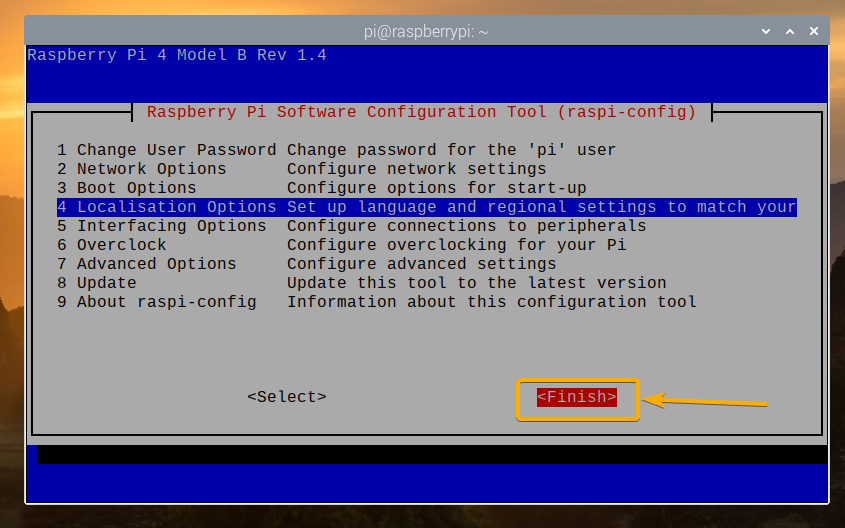 pi@raspberrypi: ~
Raspberry Pi 4 Model B Rev 1.4
Raspberry Pi Software Configuration Tool (raspi-config)
1 Change User Password Change password for the 'pi' user
2 Network Options Configure network settings
3 Boot Options Configure options for start-up
4 Localisation Options Set up language and regional settings to match your
5 Interfacing Options Configure connections to peripherals
6 Overclock Configure overclocking for your Pi
7 Advanced Options Configure advanced settings
8 Update Update this tool to the latest version
9 About raspi-config Information about this configuration tool
<Select> <Finish>